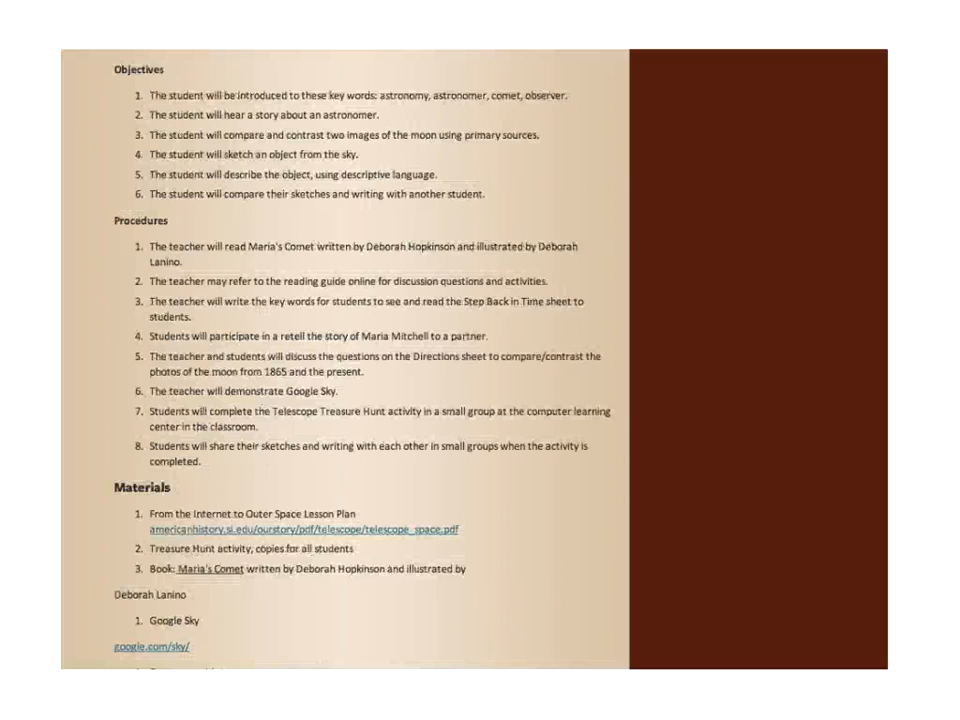 Objectives
1. The student will be introduced to these key words: astronomy, astronomer, comet, observer.
2. The student will hear a story about an astronomer.
3. The student will compare and contrast two images of the moon using primary sources.
4. The student will sketch an object from the sky.
5. The student will describe the object, using descriptive language.
6. The student will compare their sketches and writing with another student.
Procedures
1. The teacher will read Maria's Comet written by Deborah Hopkinson and illustrated by Deborah
Lanino.
2. The teacher may refer to the reading guide online for discussion questions and activities.
3. The teacher will write the key words for students to see and read the Step Back in Time sheet to
students.
4. Students will participate in a retell the story of Maria Mitchell to a partner.
5. The teacher and students will discuss the questions on the Directions sheet to compare/contrast the
photos of the moon from 1865 and the present.
6. The teacher will demonstrate Google Sky.
7. Students will complete the Telescope Treasure Hunt activity in a small group at the computer learning
center in the classroom.
8. Students will share their sketches and writing with each other in small groups when the activity is
completed.
Materials
1. From the Internet to Outer Space Lesson Plan
americanhistory.si.edu/ourstory/pdf/telescope/telescope_space.pdf
2. Treasure Hunt activity, copies for all students
3. Book: Maria's Comet written by Deborah Hopkinson and illustrated by
Deborah Lanino
1. Google Sky
google.com/sky/